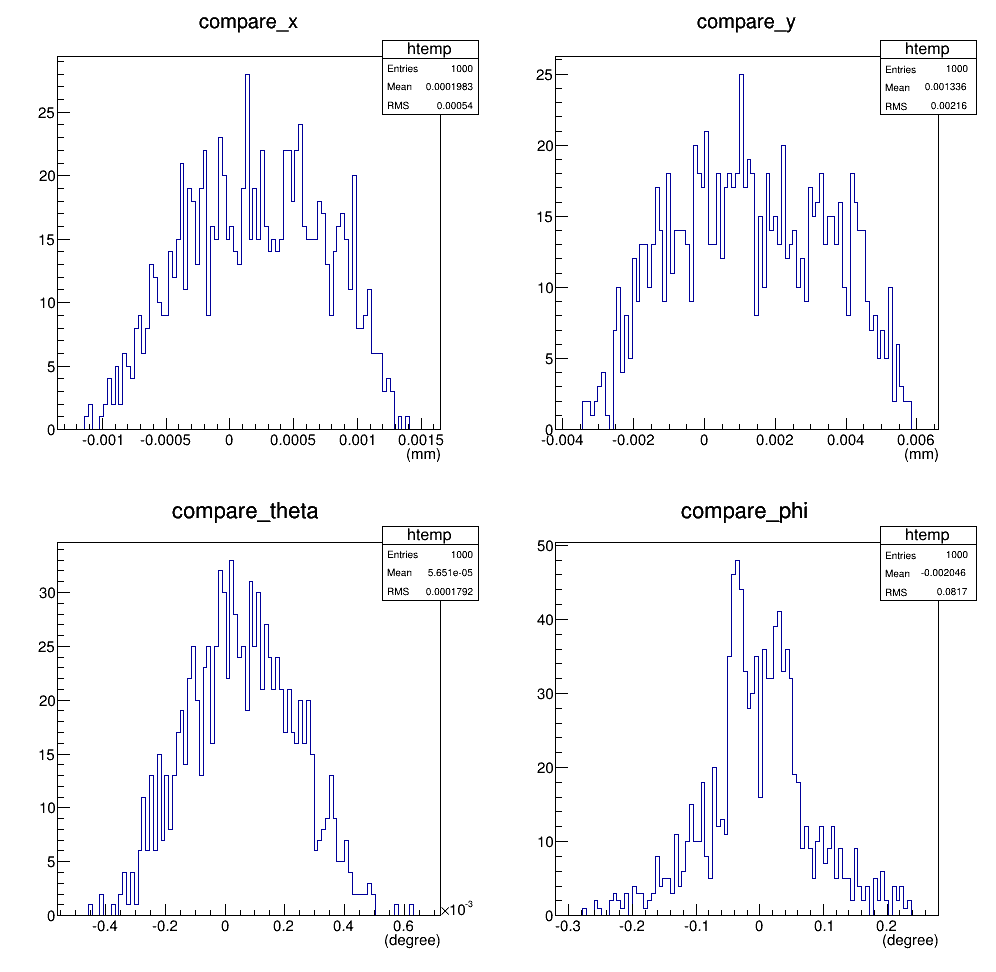 compare_x
htemp
Entries 1000
Mean 0.0001983
RMS 0.00054
25
20
15
10
5
0
-0.001 -0.0005 0 0.0005 0.001 0.0015
(mm)
compare_y
htemp
Entries 1000
Mean 0.001336
RMS 0.00216
25
20
15
10
5
0
-0.004 -0.002 0 0.002 0.004 0.006
(mm)
compare_theta
htemp
Entries 1000
Mean 5.651e-05
RMS 0.0001792
30
25
20
15
10
5
0
-0.4 -0.2 0 0.2 0.4 0.6
×10⁻³
(degree)
compare_phi
htemp
Entries 1000
Mean -0.002046
RMS 0.0817
50
40
30
20
10
0
-0.3 -0.2 -0.1 0 0.1 0.2
(degree)